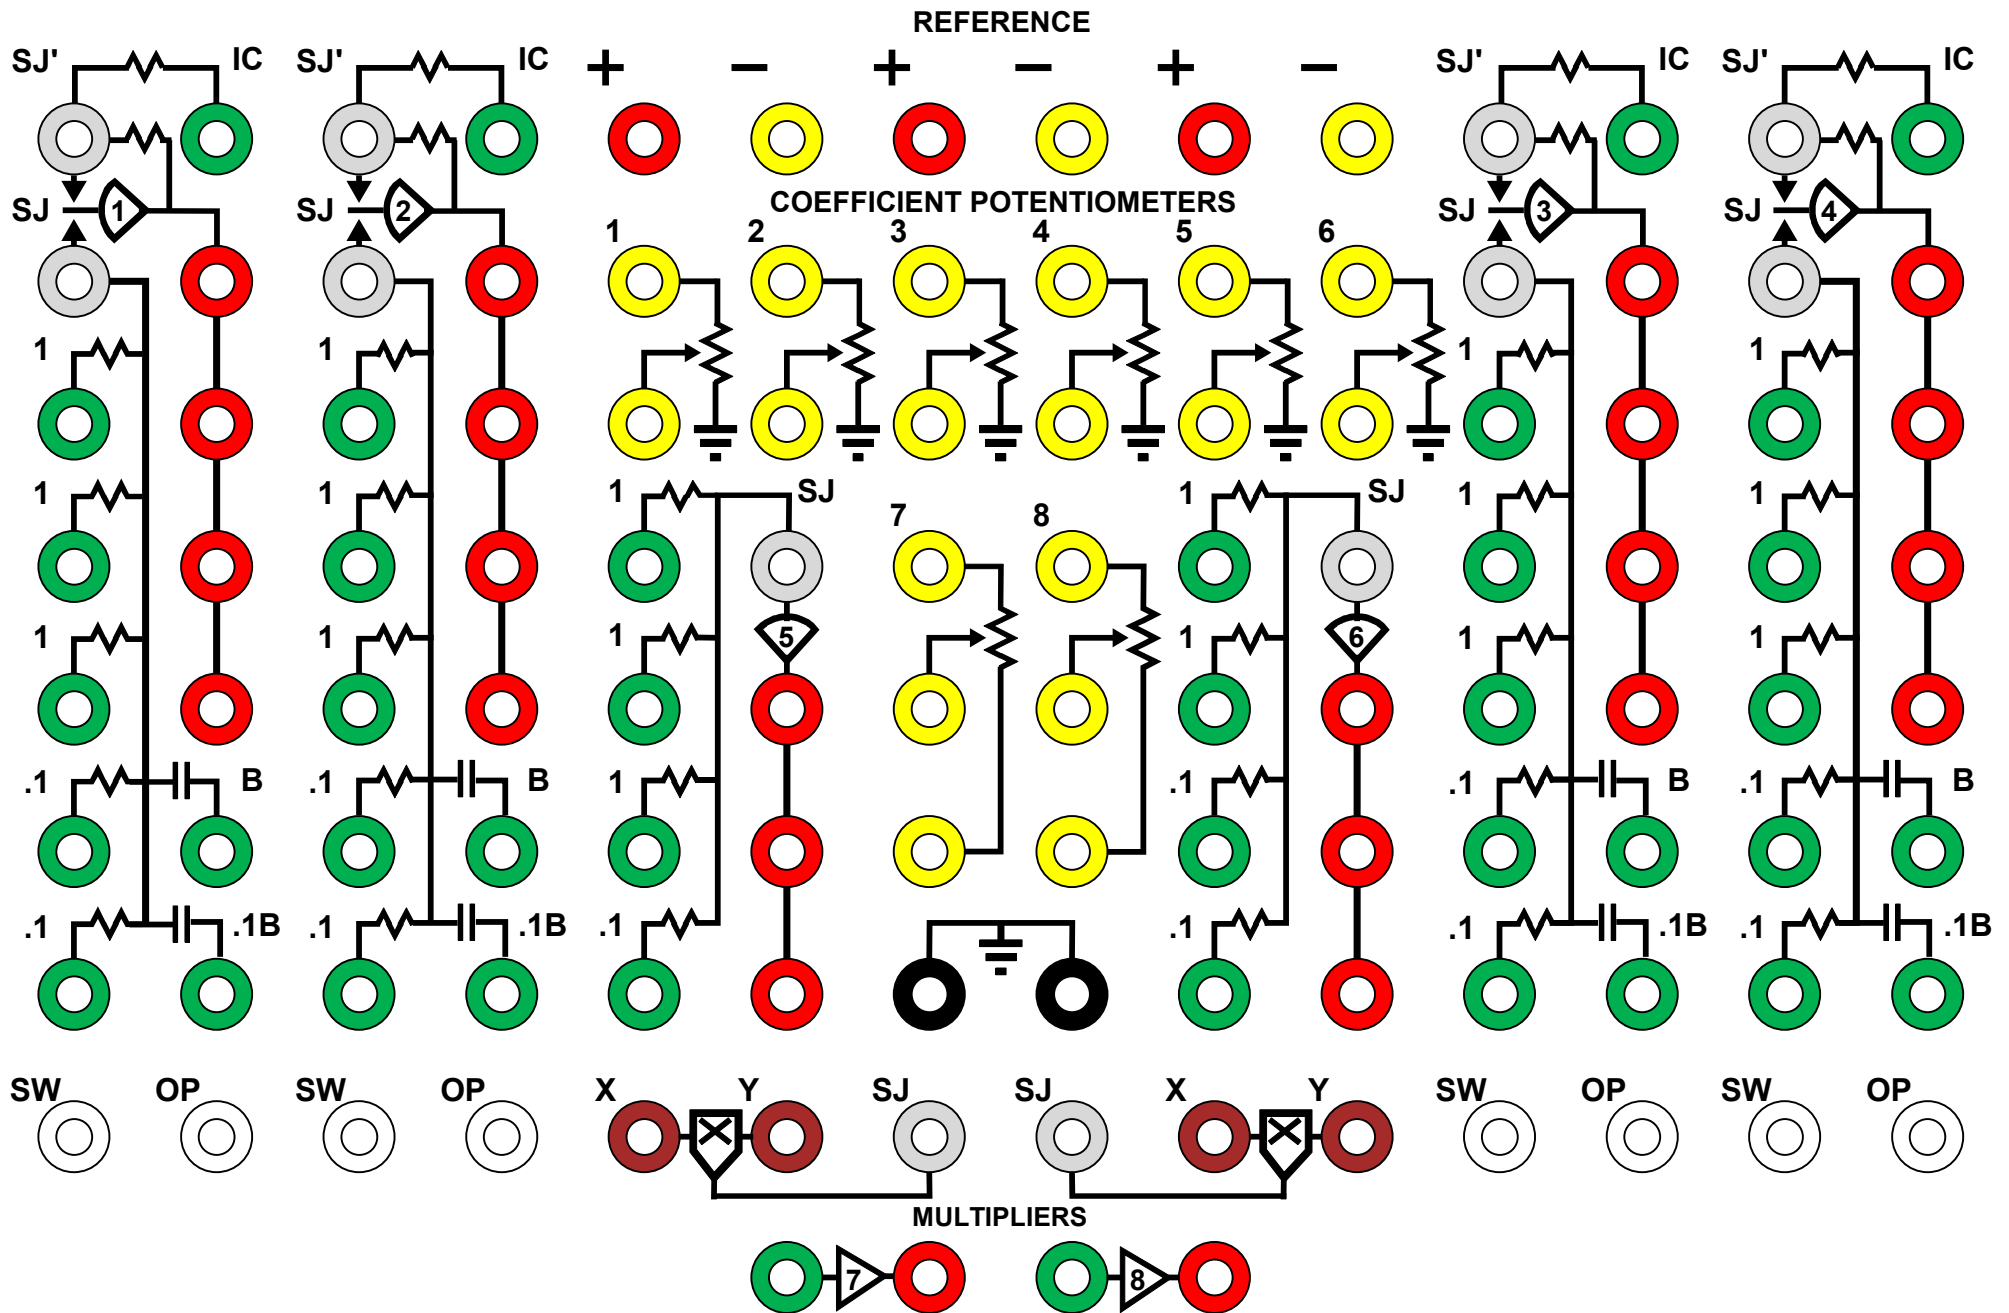 REFERENCE
SJ' IC SJ' IC + − + − + − SJ' IC SJ' IC
COEFFICIENT POTENTIOMETERS
SJ 1 SJ 2 SJ 3 SJ 4
1 2 3 4 5 6
1 1 1 1
1 1 1 SJ 1 SJ 1 1
7 8
1 1 1 5 1 6 1 1
.1 B .1 B 1 .1 .1 B .1 B
.1 .1B .1 .1B .1 .1 .1 .1B .1 .1B
SW OP SW OP X Y SJ SJ X Y SW OP SW OP
MULTIPLIERS
7 8